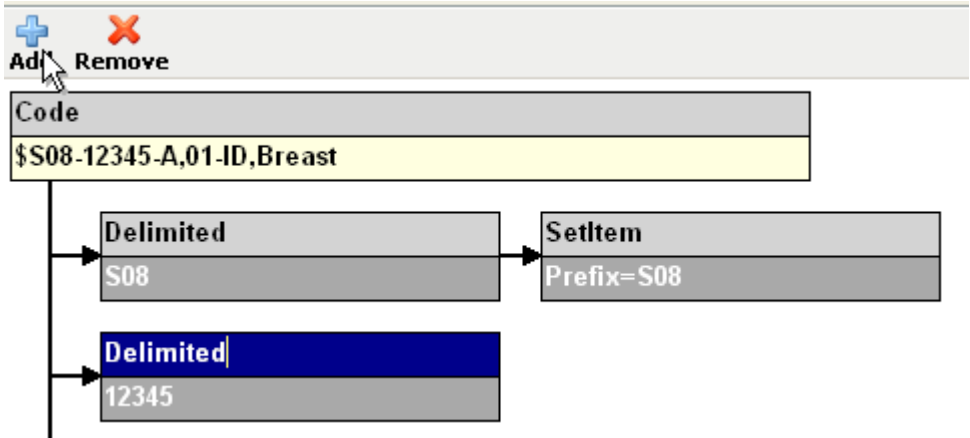 Add Remove
Code
$S08-12345-A,01-ID,Breast
Delimited SetItem
S08 Prefix=S08
Delimited
12345